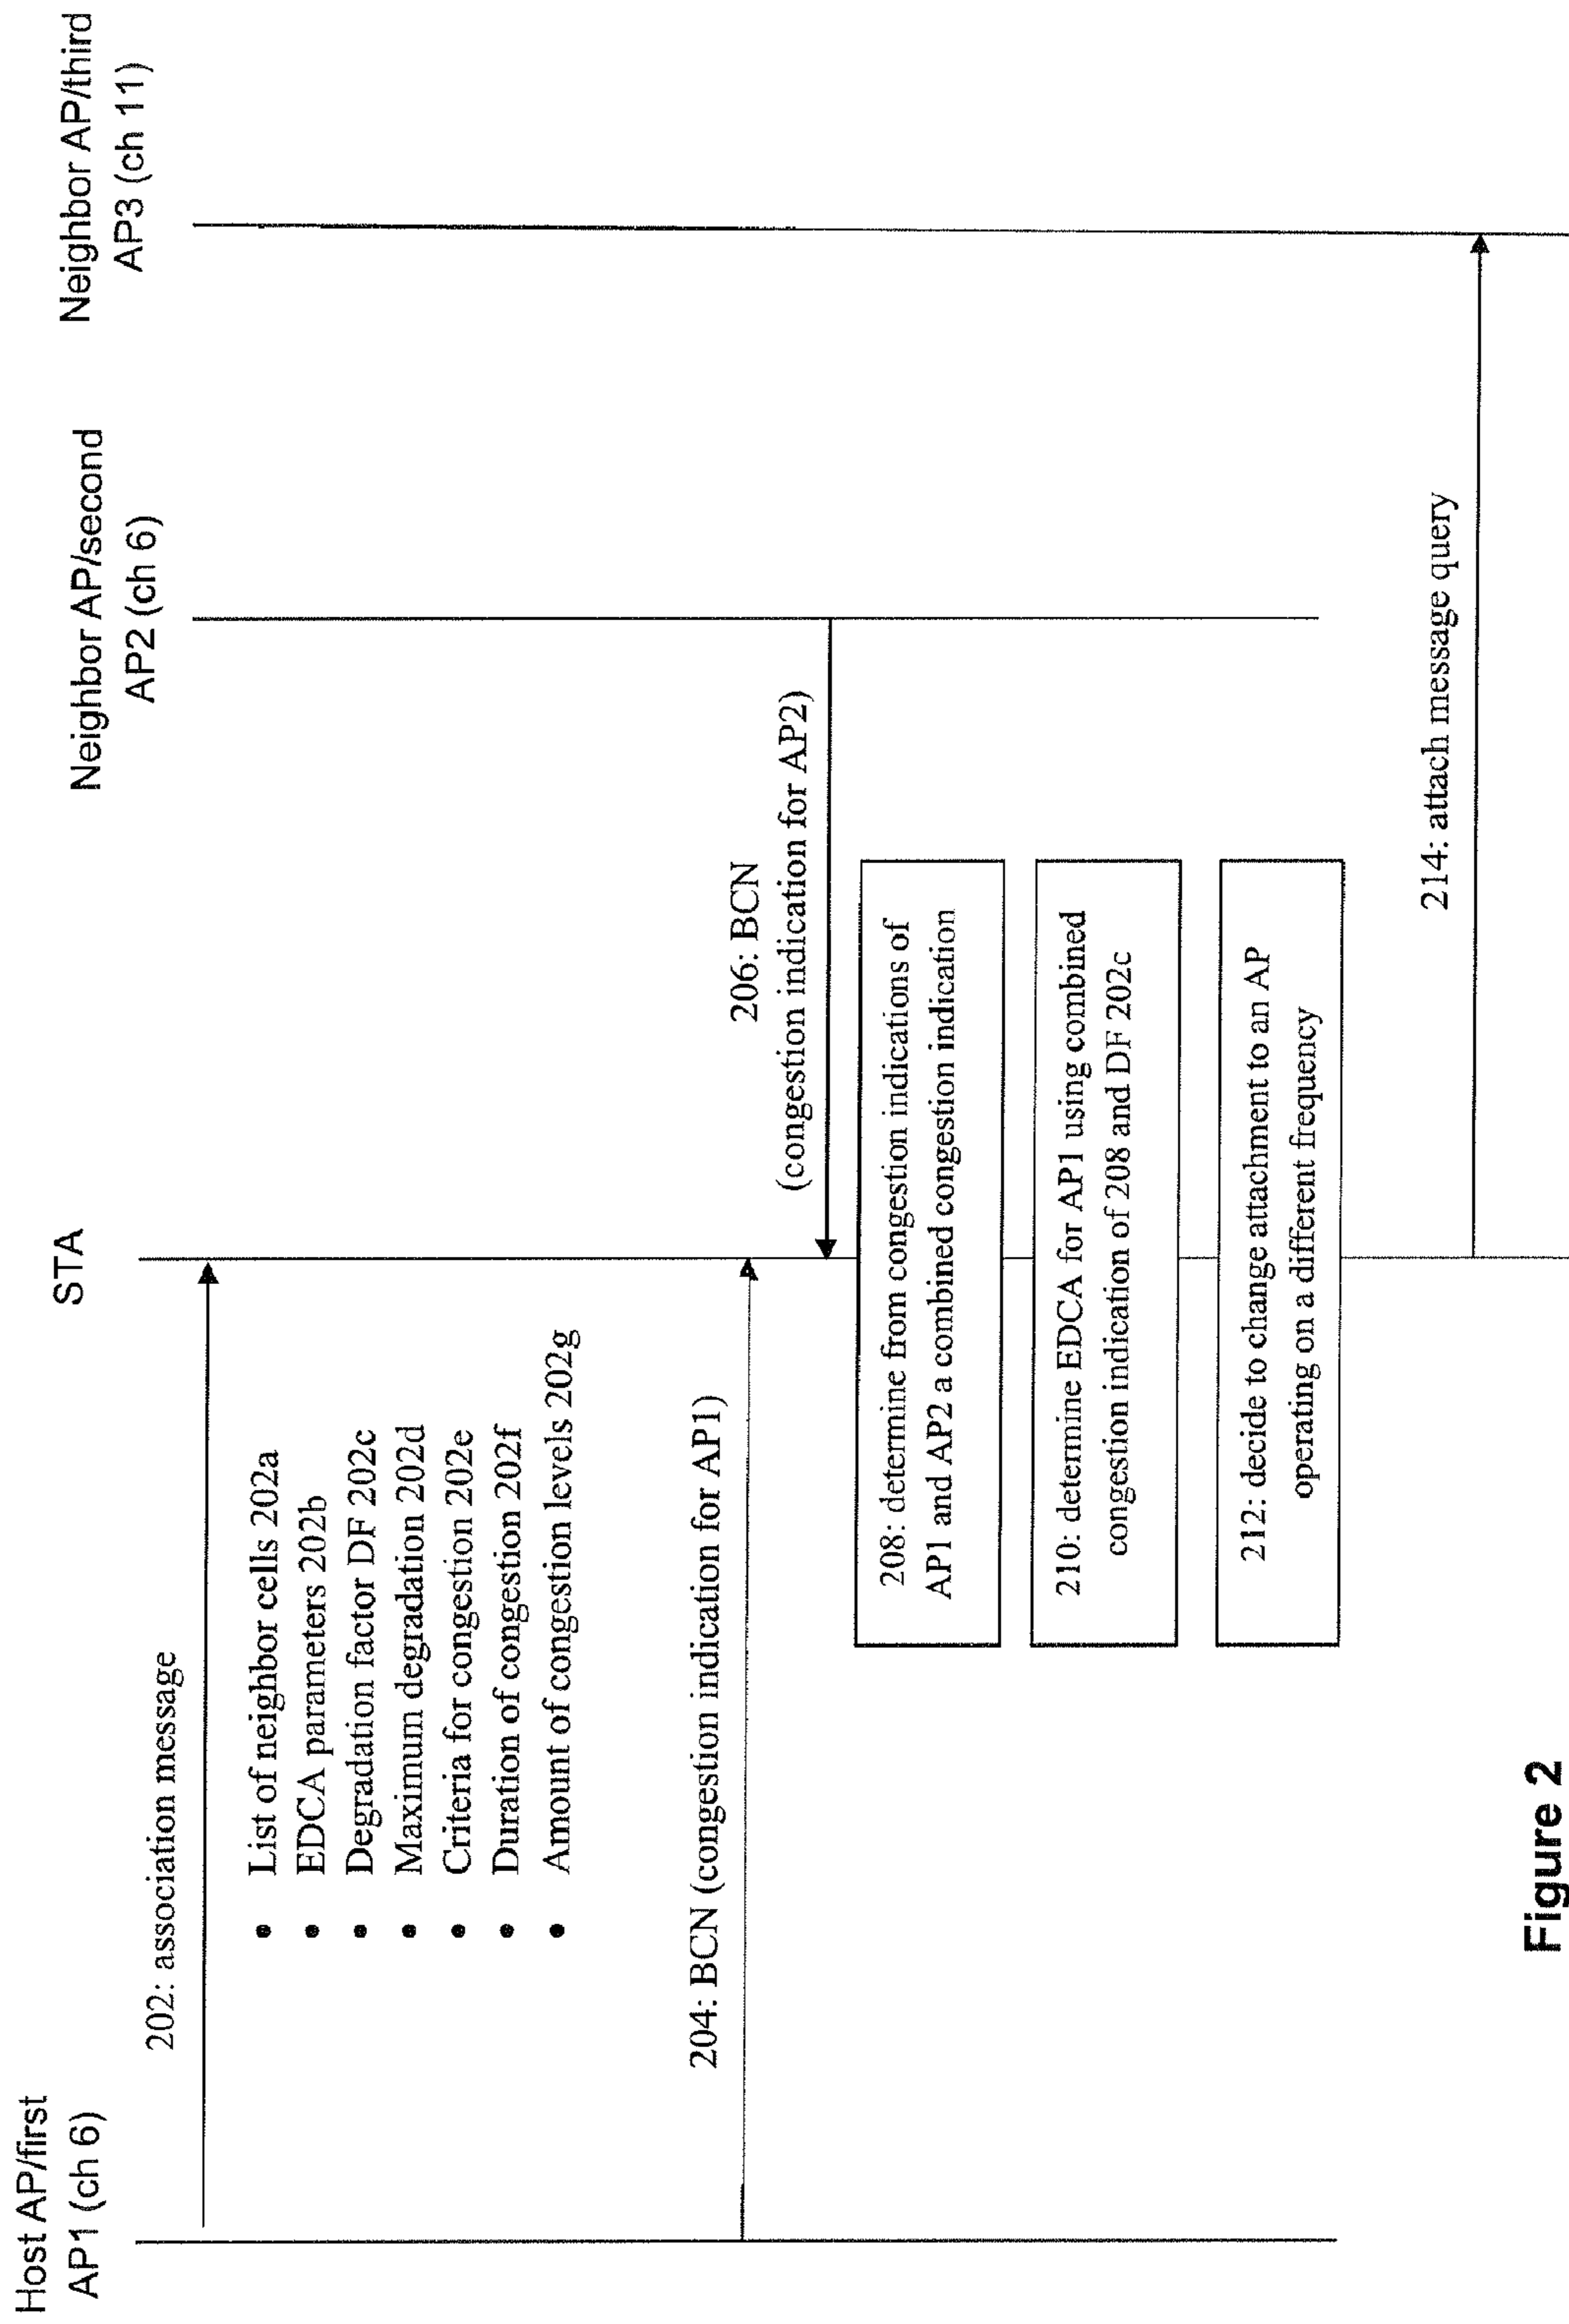 Host AP/first
AP1 (ch 6)
STA
Neighbor AP/second
AP2 (ch 6)
Neighbor AP/third
AP3 (ch 11)
202: association message
• List of neighbor cells 202a
• EDCA parameters 202b
• Degradation factor DF 202c
• Maximum degradation 202d
• Criteria for congestion 202e
• Duration of congestion 202f
• Amount of congestion levels 202g
204: BCN (congestion indication for AP1)
206: BCN
(congestion indication for AP2)
208: determine from congestion indications of
AP1 and AP2 a combined congestion indication
210: determine EDCA for AP1 using combined
congestion indication of 208 and DF 202c
212: decide to change attachment to an AP
operating on a different frequency
214: attach message query
Figure 2